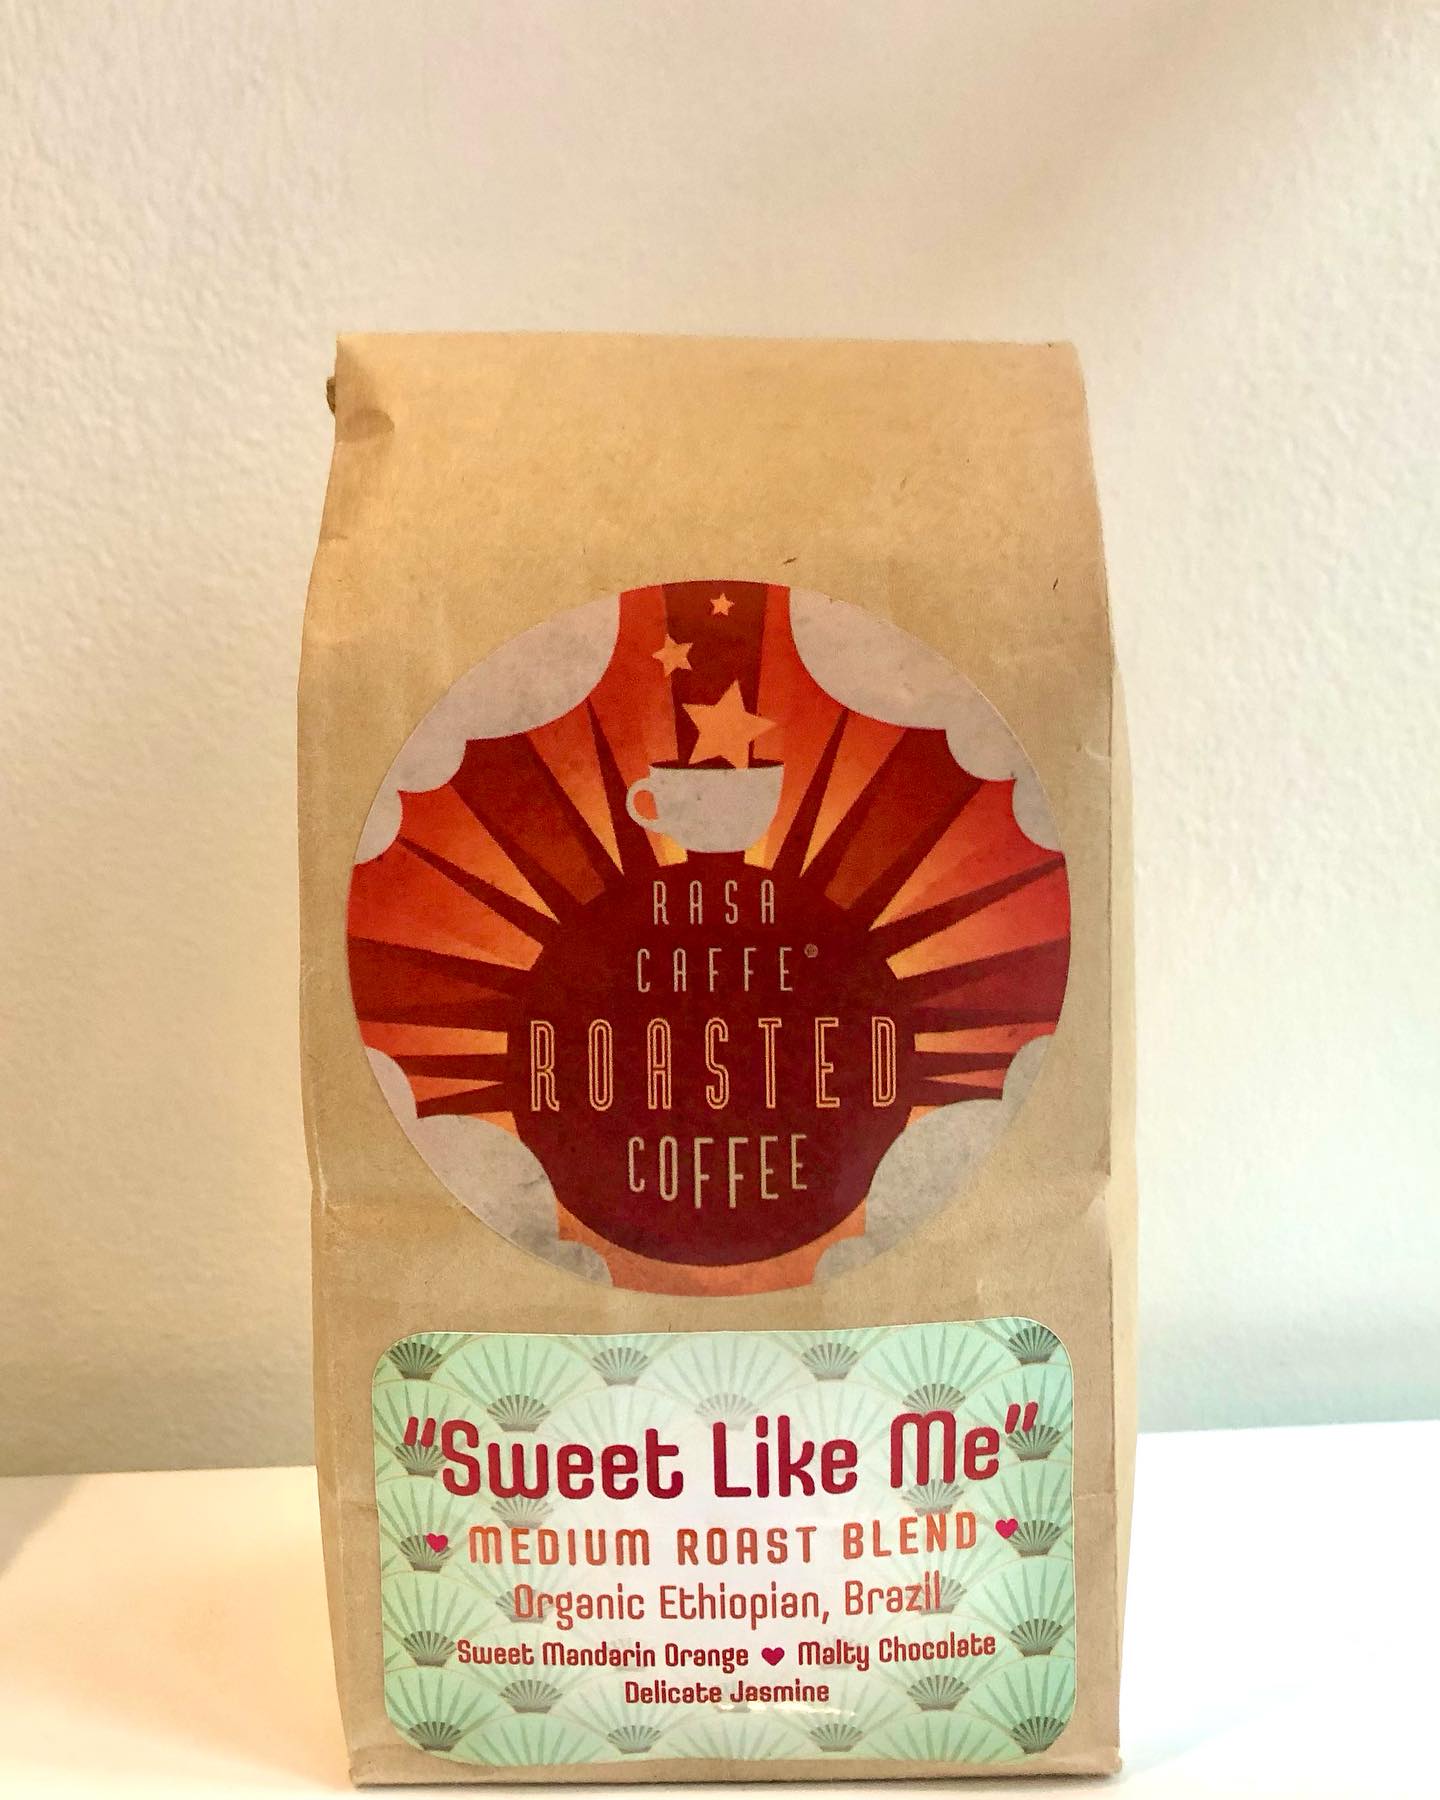 RASA
CAFFE®
ROASTED
COFFEE
"Sweet Like Me"
♥ MEDIUM ROAST BLEND ♥
Organic Ethiopian, Brazil
Sweet Mandarin Orange ♥ Malty Chocolate
Delicate Jasmine